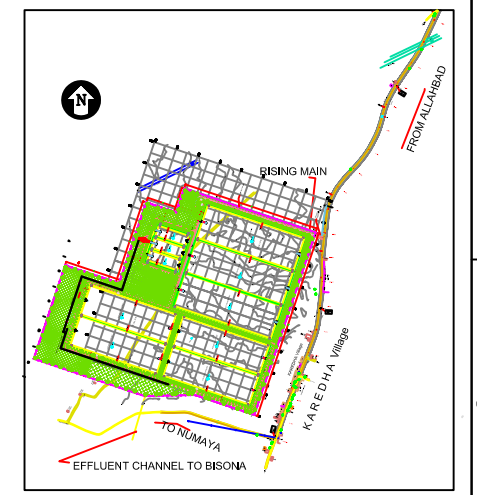 N
FROM ALLAHBAD
RISING MAIN
KAREDHA Village
TO NUMAYA
EFFLUENT CHANNEL TO BISONA